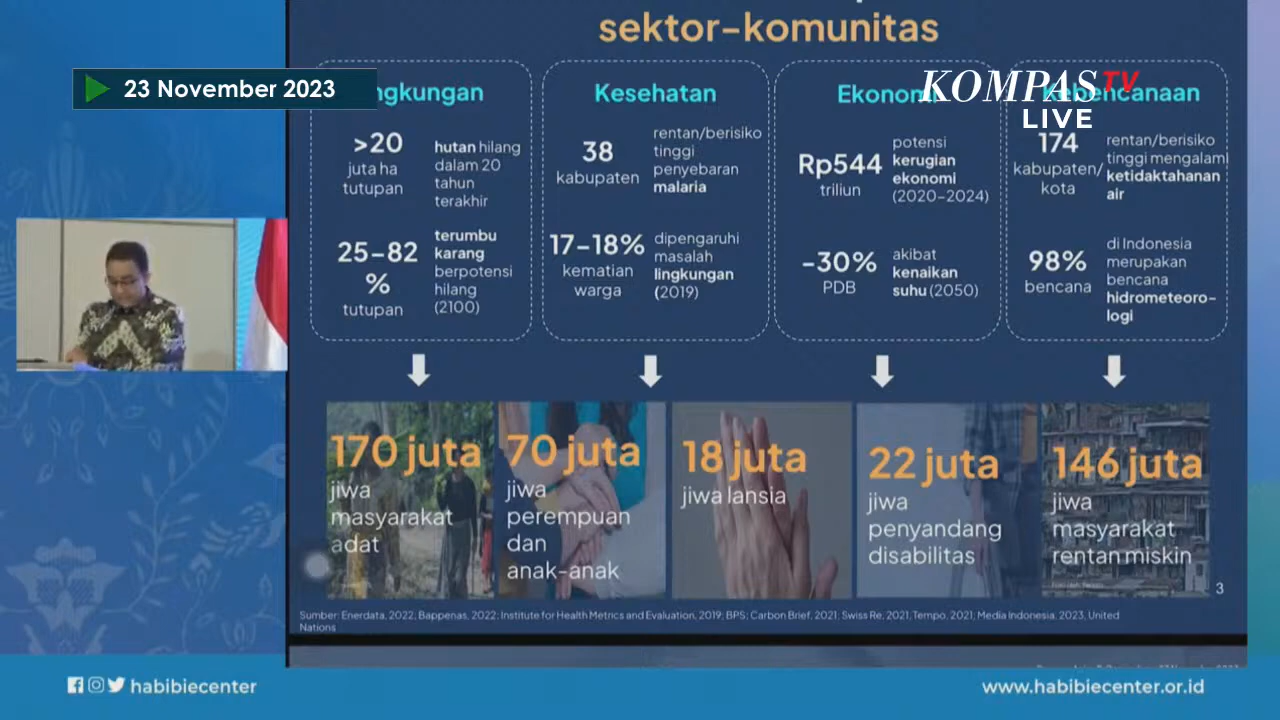 sektor-komunitas
23 November 2023
KOMPAS TV
LIVE
ngkungan
Kesehatan
Ekonomi
Kebencanaan
>20
juta ha
tutupan
hutan hilang
dalam 20
tahun
terakhir
25-82
%
tutupan
terumbu
karang
berpotensi
hilang
(2100)
38
kabupaten
rentan/berisiko
tinggi
penyebaran
malaria
17-18%
kematian
warga
dipengaruhi
masalah
lingkungan
(2019)
Rp544
triliun
potensi
kerugian
ekonomi
(2020-2024)
-30%
PDB
akibat
kenaikan
suhu (2050)
174
kabupaten/
kota
rentan/berisiko
tinggi mengalami
ketidaktahanan
air
98%
bencana
di Indonesia
merupakan
bencana
hidrometeoro-
logi
170 juta
jiwa
masyarakat
adat
70 juta
jiwa
perempuan
dan
anak-anak
18 juta
jiwa lansia
22 juta
jiwa
penyandang
disabilitas
146 juta
jiwa
masyarakat
rentan miskin
3
Sumber: Enerdata, 2022; Bappenas, 2022; Institute for Health Metrics and Evaluation, 2019; BPS; Carbon Brief, 2021; Swiss Re, 2021, Tempo, 2021; Media Indonesia. 2023, United
Nations
habibiecenter
www.habibiecenter.or.id